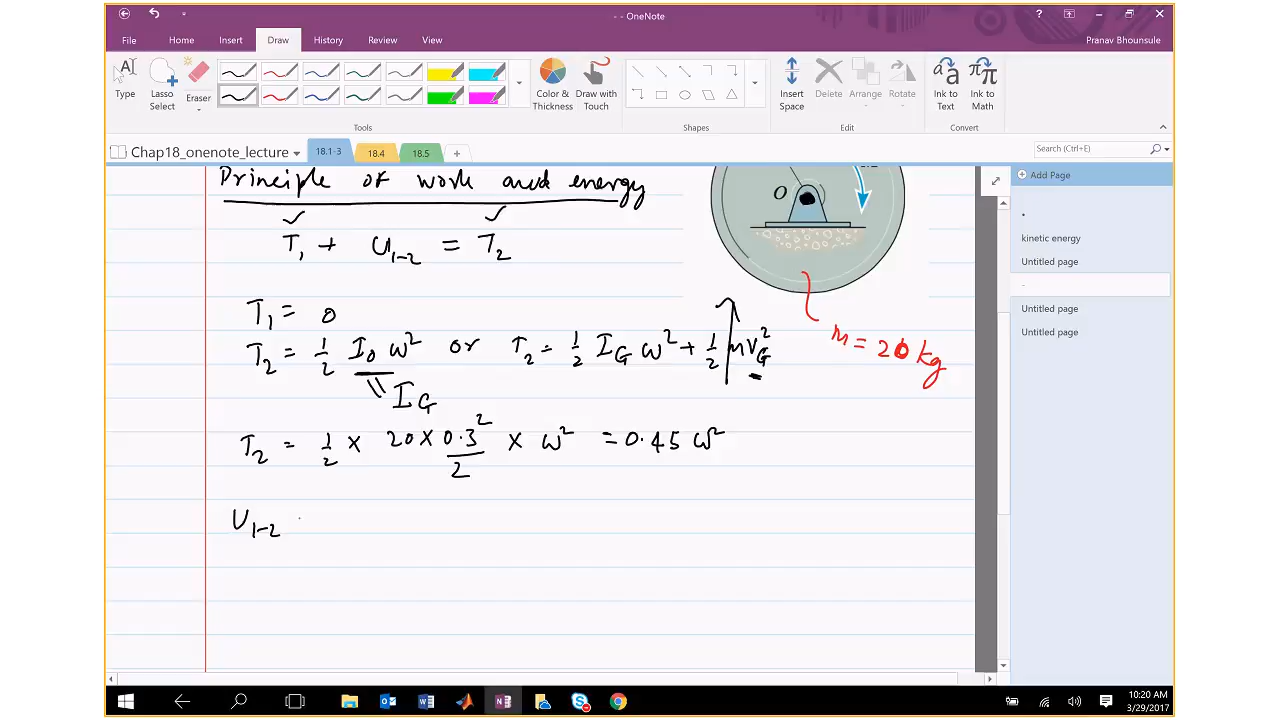 - - OneNote
?
File Home Insert Draw History Review View
Pranav Bhounsule
Type
Lasso Select
Eraser
Color & Thickness
Draw with Touch
Insert Space
Delete
Arrange
Rotate
Ink to Text
Ink to Math
Tools
Shapes
Edit
Convert
Chap18_onenote_lecture
18.1-3
18.4
18.5
Search (Ctrl+E)
Principle of work and energy
T₁ + U₁₋₂ = T₂
O
T₁ = 0
T₂ = 1/2 I₀ ω² or T₂ = 1/2 I_G ω² + 1/2 m V_G²
m = 20 kg
|| I_G
T₂ = 1/2 × 20 × 0.3²/2 × ω² = 0.45 ω²
U₁₋₂
Add Page
kinetic energy
Untitled page
-
Untitled page
Untitled page
10:20 AM
3/29/2017